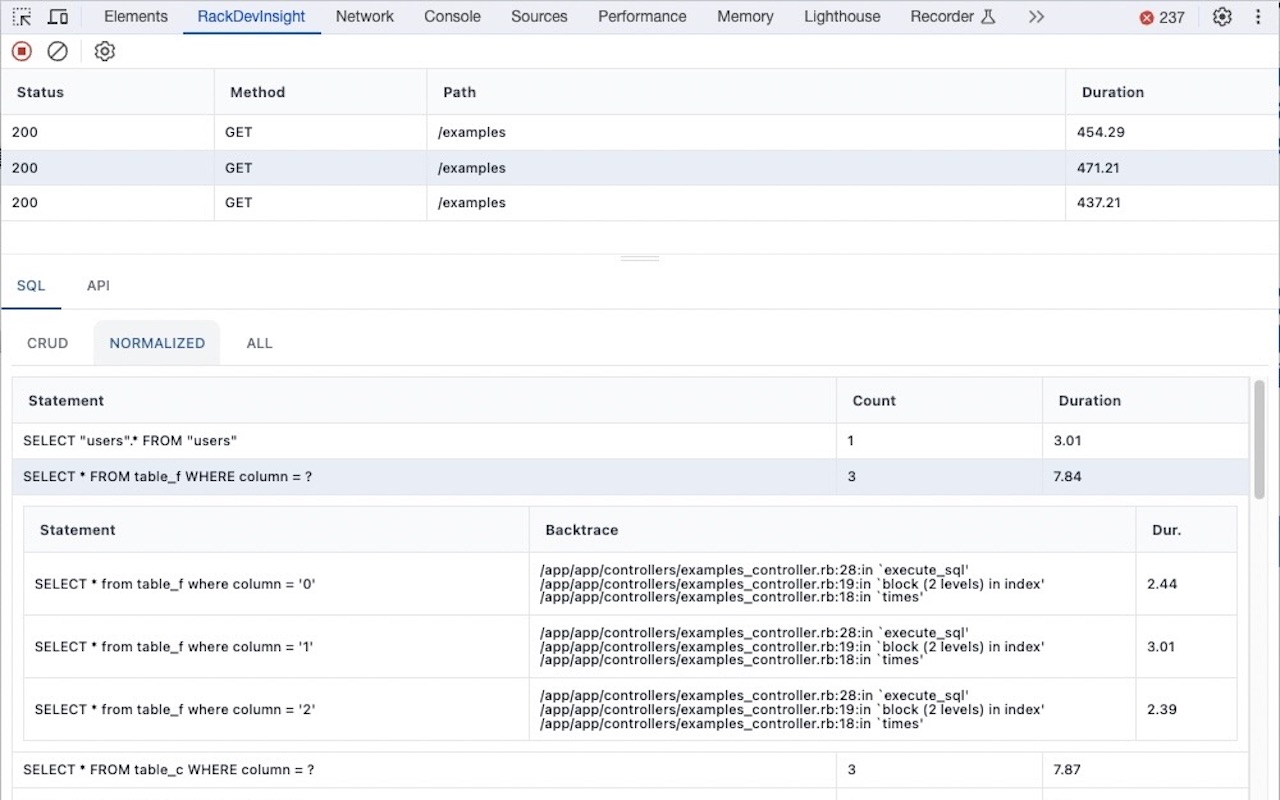 Elements RackDevInsight Network Console Sources Performance Memory Lighthouse Recorder 237
Status Method Path Duration
200 GET /examples 454.29
200 GET /examples 471.21
200 GET /examples 437.21
SQL API
CRUD NORMALIZED ALL
Statement Count Duration
SELECT "users".* FROM "users" 1 3.01
SELECT * FROM table_f WHERE column = ? 3 7.84
Statement Backtrace Dur.
/app/app/controllers/examples_controller.rb:28:in `execute_sql'
SELECT * from table_f where column = '0' /app/app/controllers/examples_controller.rb:19:in `block (2 levels) in index' 2.44
/app/app/controllers/examples_controller.rb:18:in `times'
/app/app/controllers/examples_controller.rb:28:in `execute_sql'
SELECT * from table_f where column = '1' /app/app/controllers/examples_controller.rb:19:in `block (2 levels) in index' 3.01
/app/app/controllers/examples_controller.rb:18:in `times'
/app/app/controllers/examples_controller.rb:28:in `execute_sql'
SELECT * from table_f where column = '2' /app/app/controllers/examples_controller.rb:19:in `block (2 levels) in index' 2.39
/app/app/controllers/examples_controller.rb:18:in `times'
SELECT * FROM table_c WHERE column = ? 3 7.87